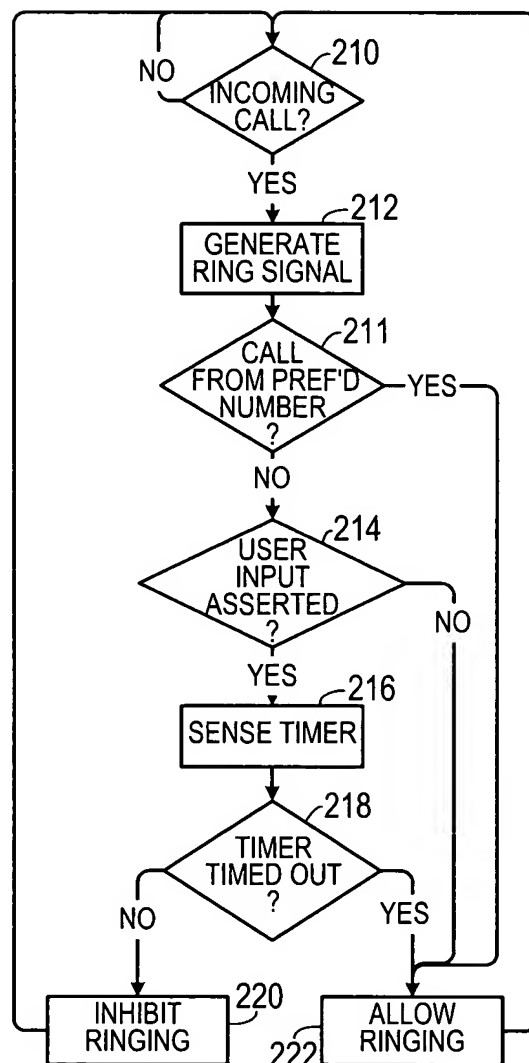 210
NO
INCOMING
CALL?
YES
212
GENERATE
RING SIGNAL
211
CALL
FROM PREF'D
NUMBER
?
YES
NO
214
USER
INPUT
ASSERTED
?
NO
YES
216
SENSE TIMER
218
TIMER
TIMED OUT
?
NO
YES
INHIBIT
RINGING
220
ALLOW
RINGING
222